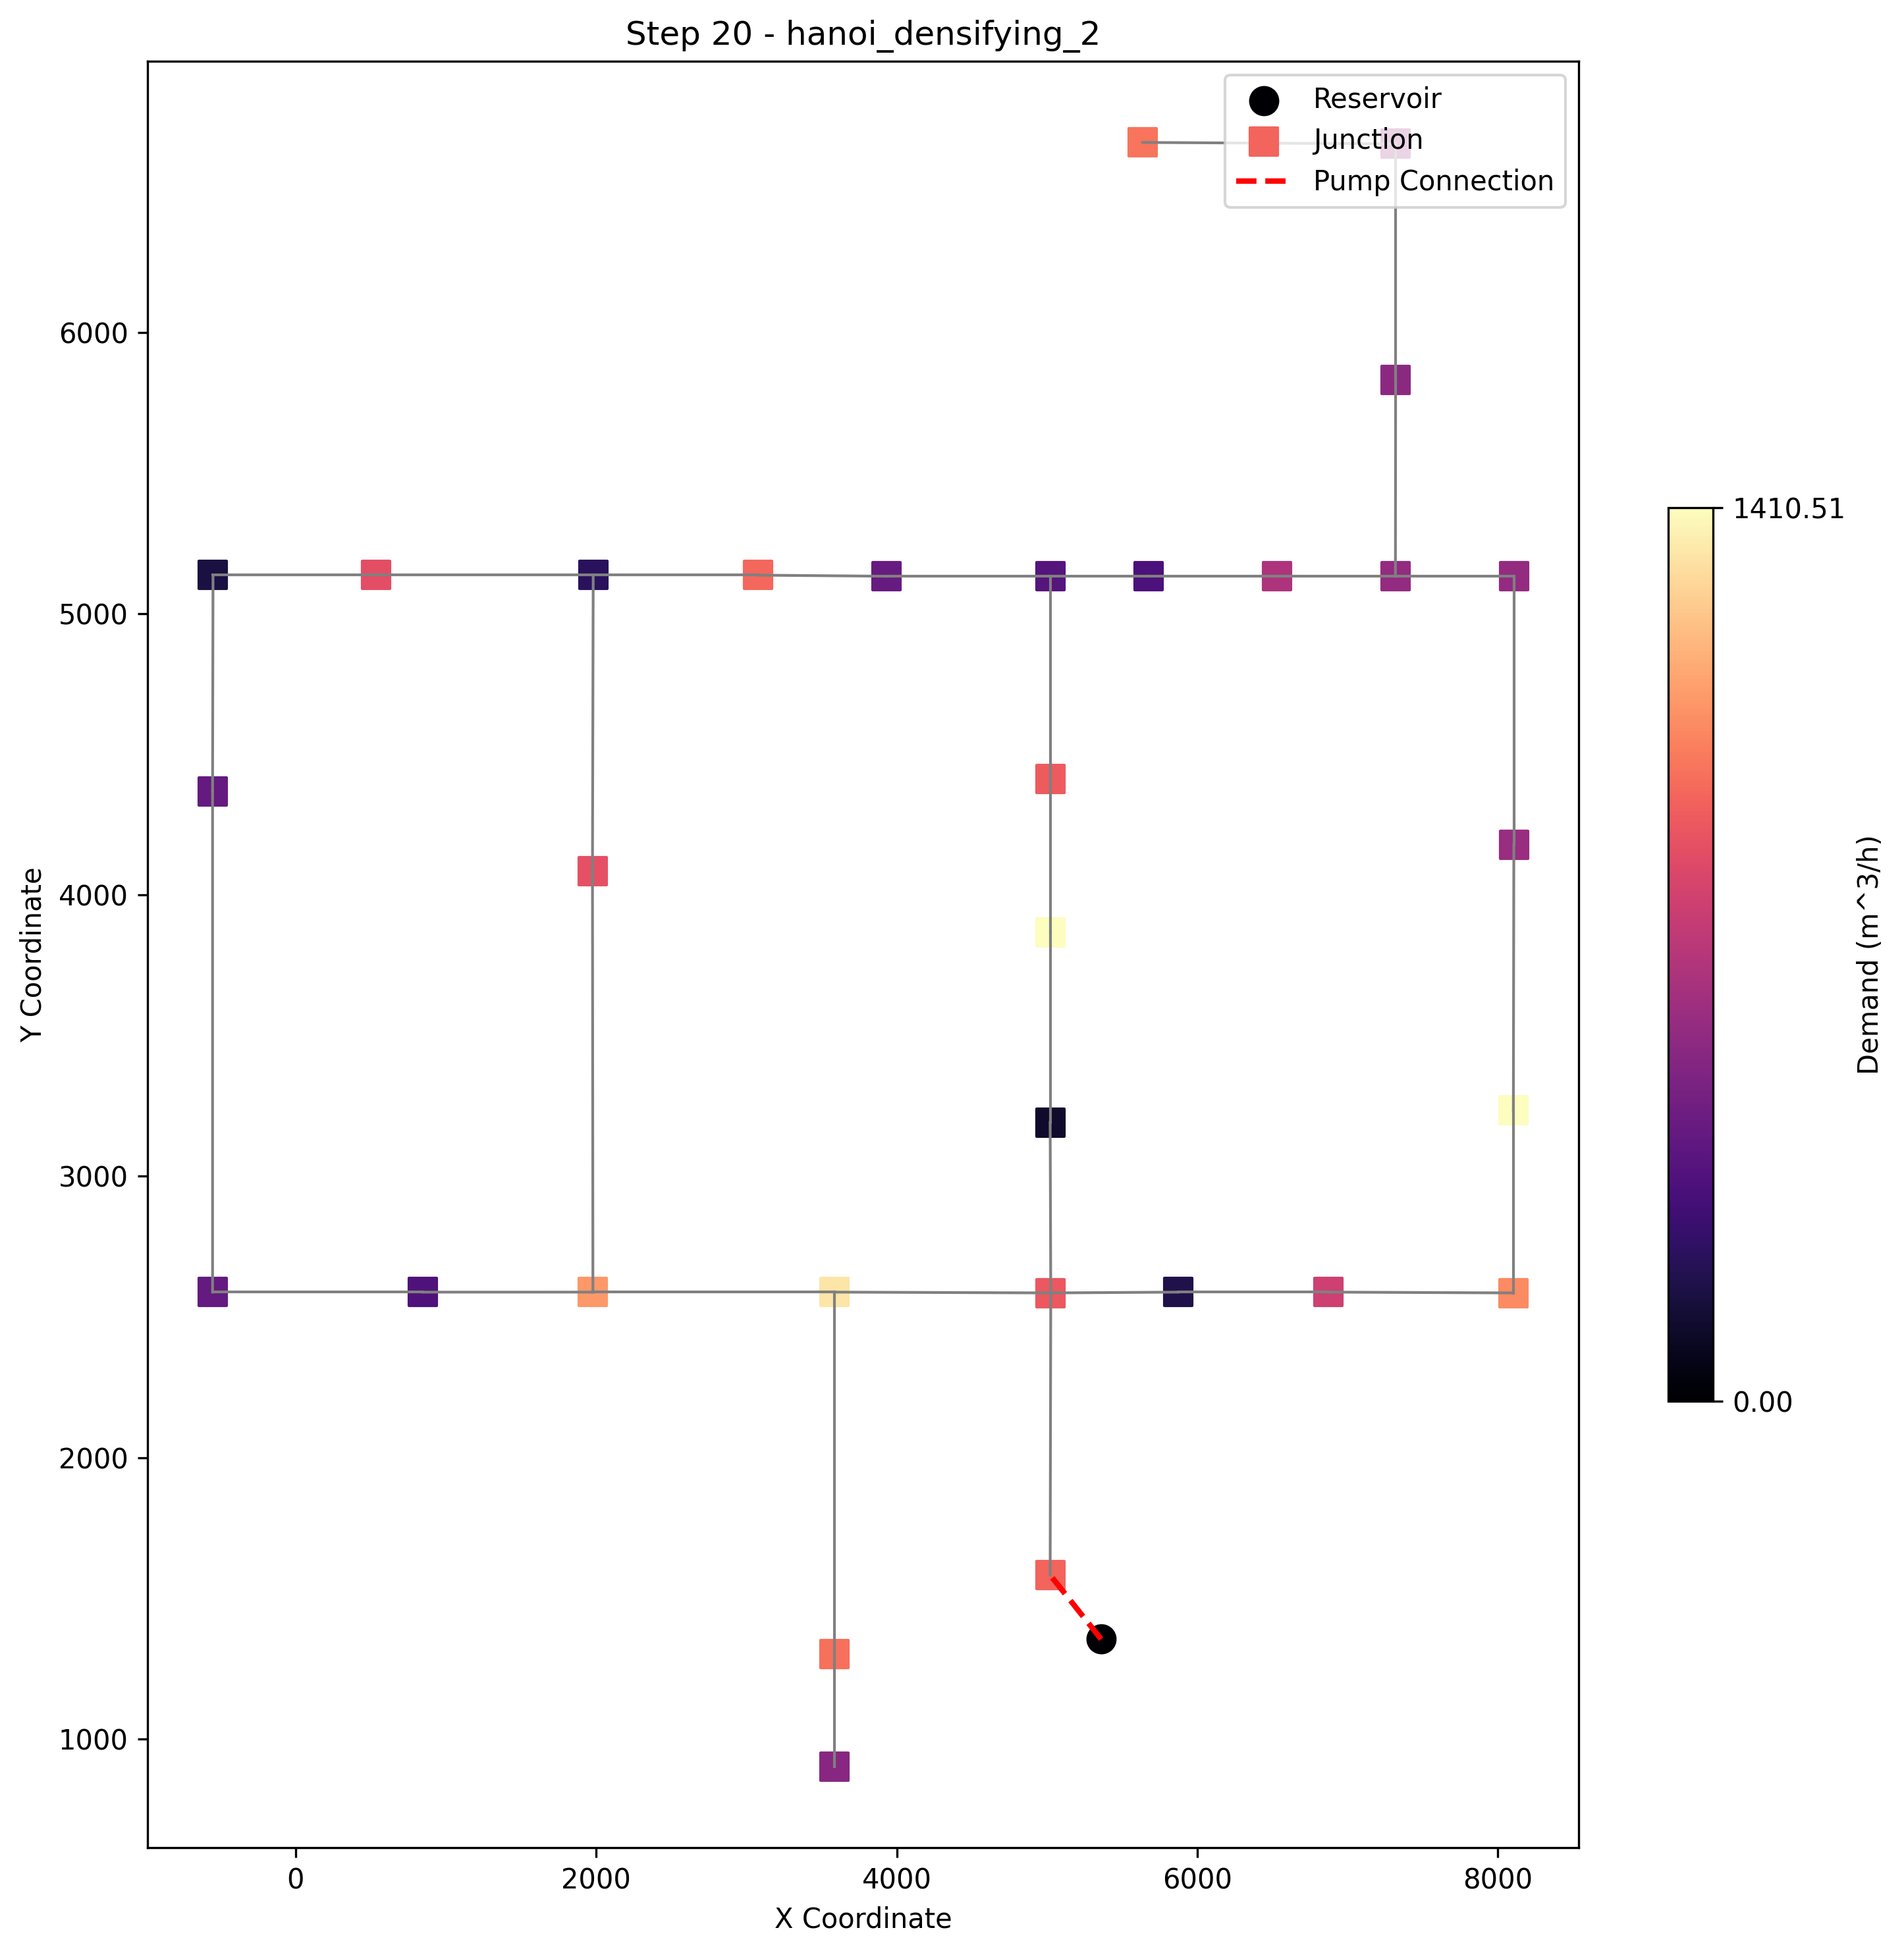 Step 20 - hanoi_densifying_2
Reservoir
Junction
Pump Connection
6000
5000
4000
3000
2000
1000
Y Coordinate
0
2000
4000
6000
8000
X Coordinate
1410.51
0.00
Demand (m^3/h)